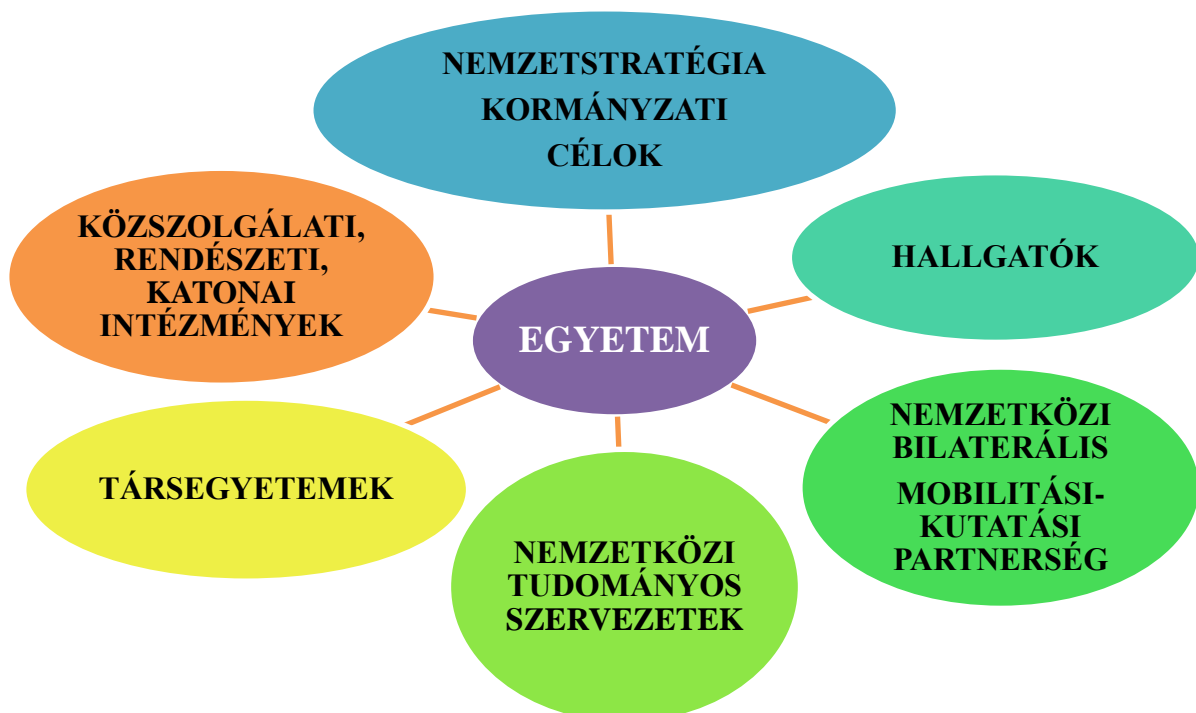 NEMZETSTRATÉGIA
KORMÁNYZATI
CÉLOK
KÖZSZOLGÁLATI,
RENDÉSZETI,
KATONAI
INTÉZMÉNYEK
HALLGATÓK
EGYETEM
TÁRSEGYETEMEK
NEMZETKÖZI
BILATERÁLIS
MOBILITÁSI-
KUTATÁSI
PARTNERSÉG
NEMZETKÖZI
TUDOMÁNYOS
SZERVEZETEK